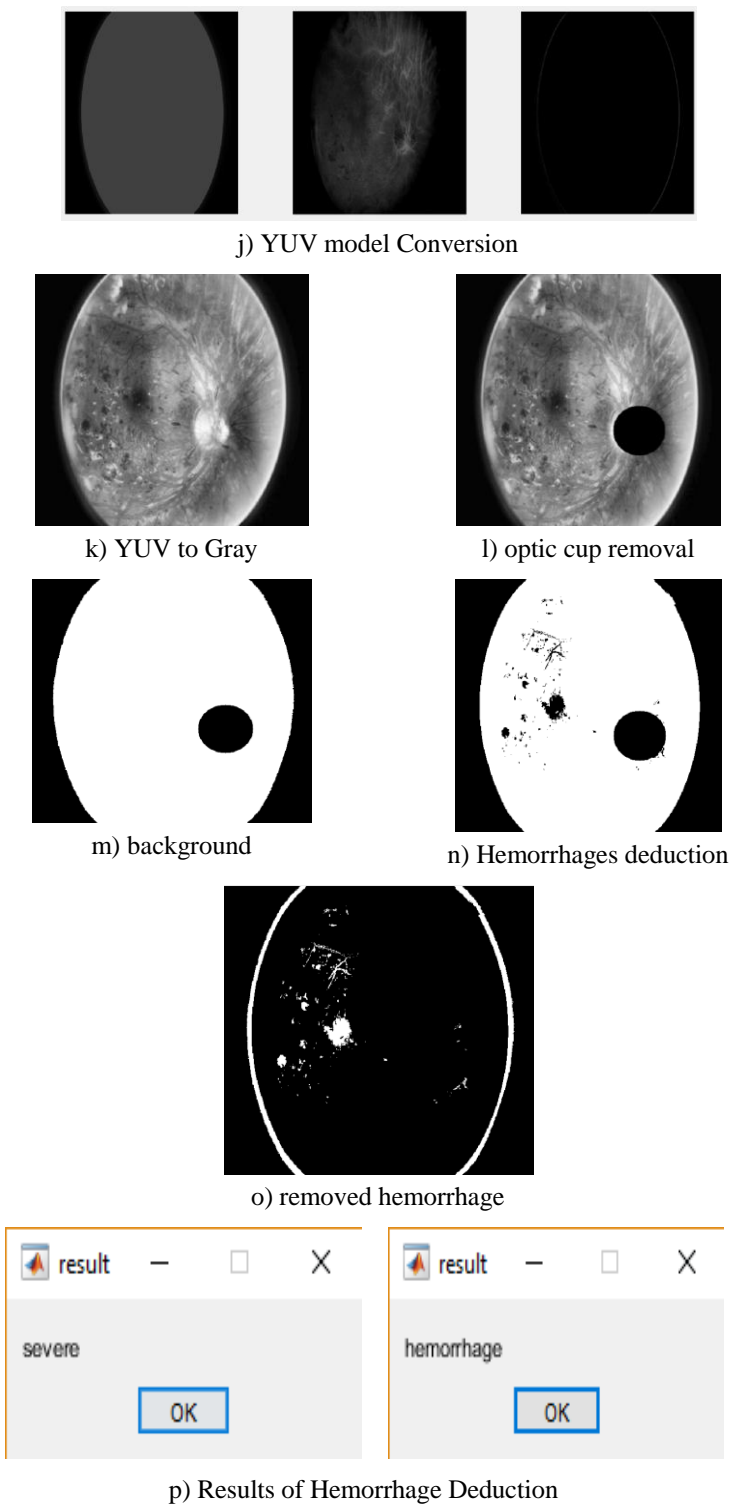 j) YUV model Conversion
k) YUV to Gray
l) optic cup removal
m) background
n) Hemorrhages deduction
o) removed hemorrhage
result
severe
OK
result
hemorrhage
OK
p) Results of Hemorrhage Deduction